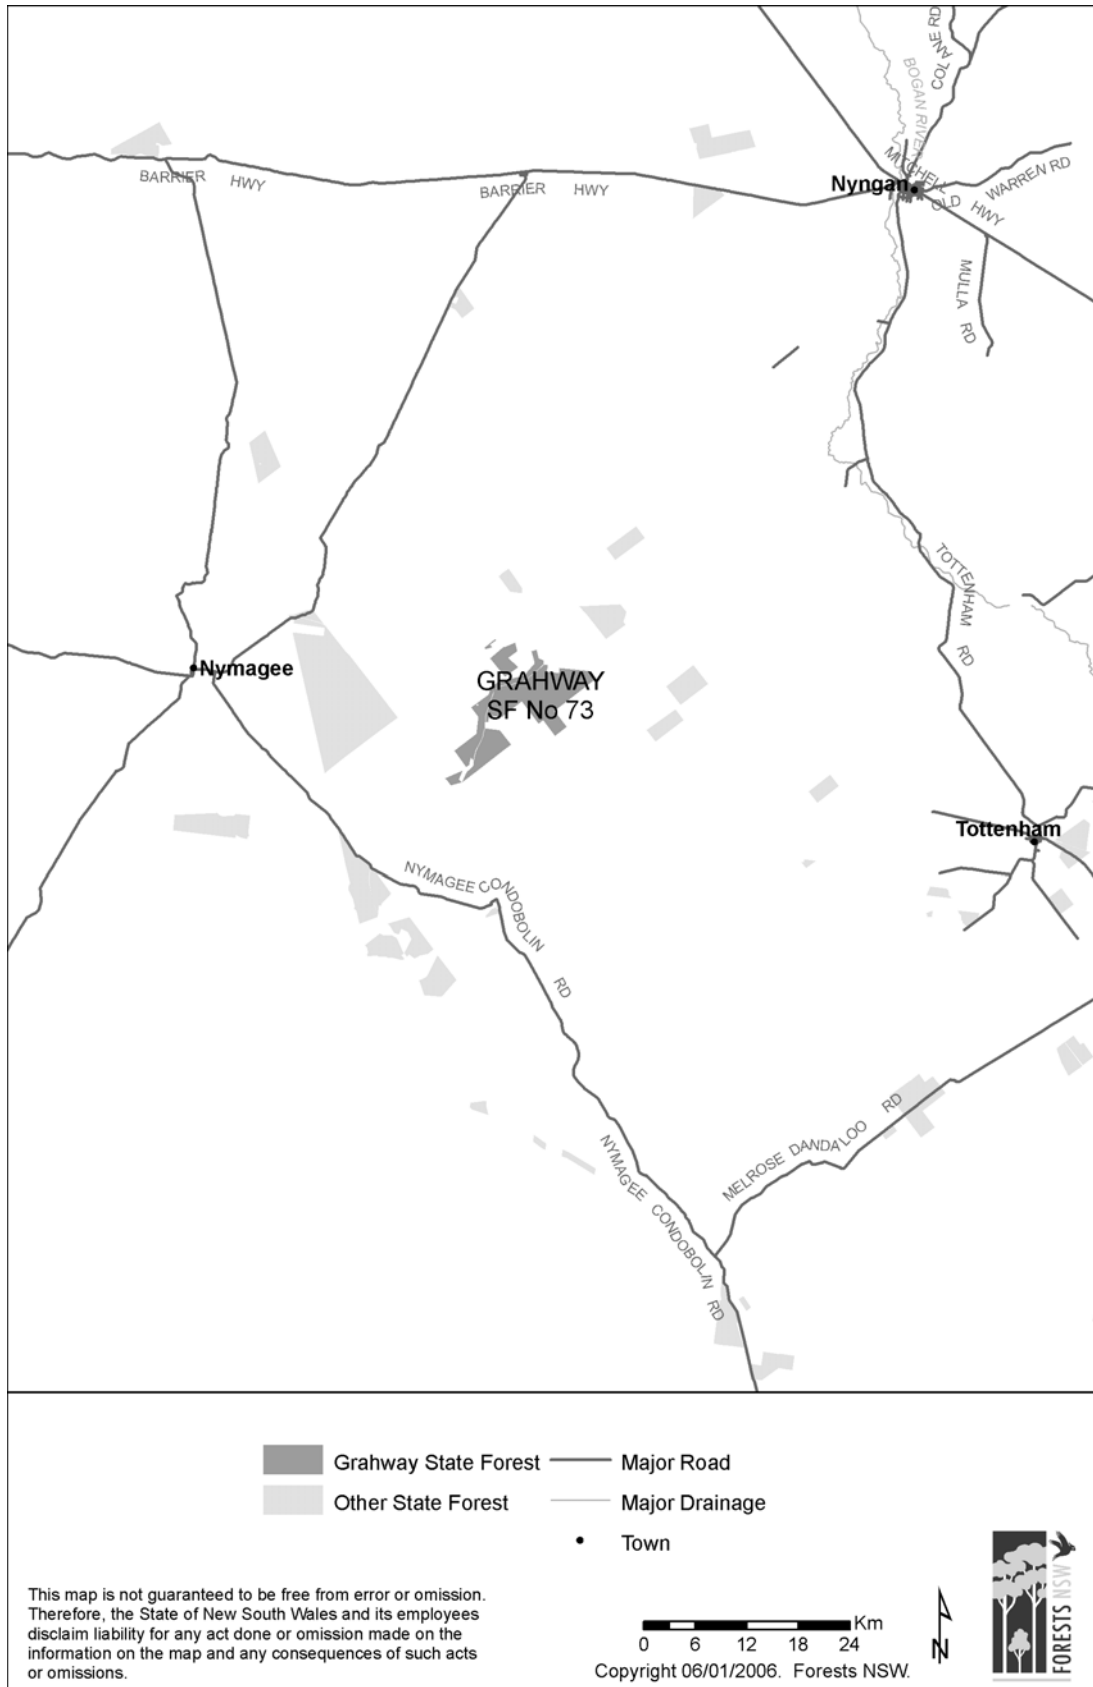 COL ANE RD
BOGAN RIVER
MITCHELL
HWY
OLD WARREN RD
Nyngan
BARRIER HWY
BARRIER HWY
MULLA RD
TOTTENHAM RD
Nymagee
GRAHWAY
SF No 73
Tottenham
NYMAGEE CONDOBOLIN RD
MELROSE DANDALOO RD
NYMAGEE CONDOBOLIN RD
Grahway State Forest
Major Road
Other State Forest
Major Drainage
Town
This map is not guaranteed to be free from error or omission.
Therefore, the State of New South Wales and its employees
disclaim liability for any act done or omission made on the
information on the map and any consequences of such acts
or omissions.
Km
0 6 12 18 24
Copyright 06/01/2006. Forests NSW.
N
FORESTS NSW